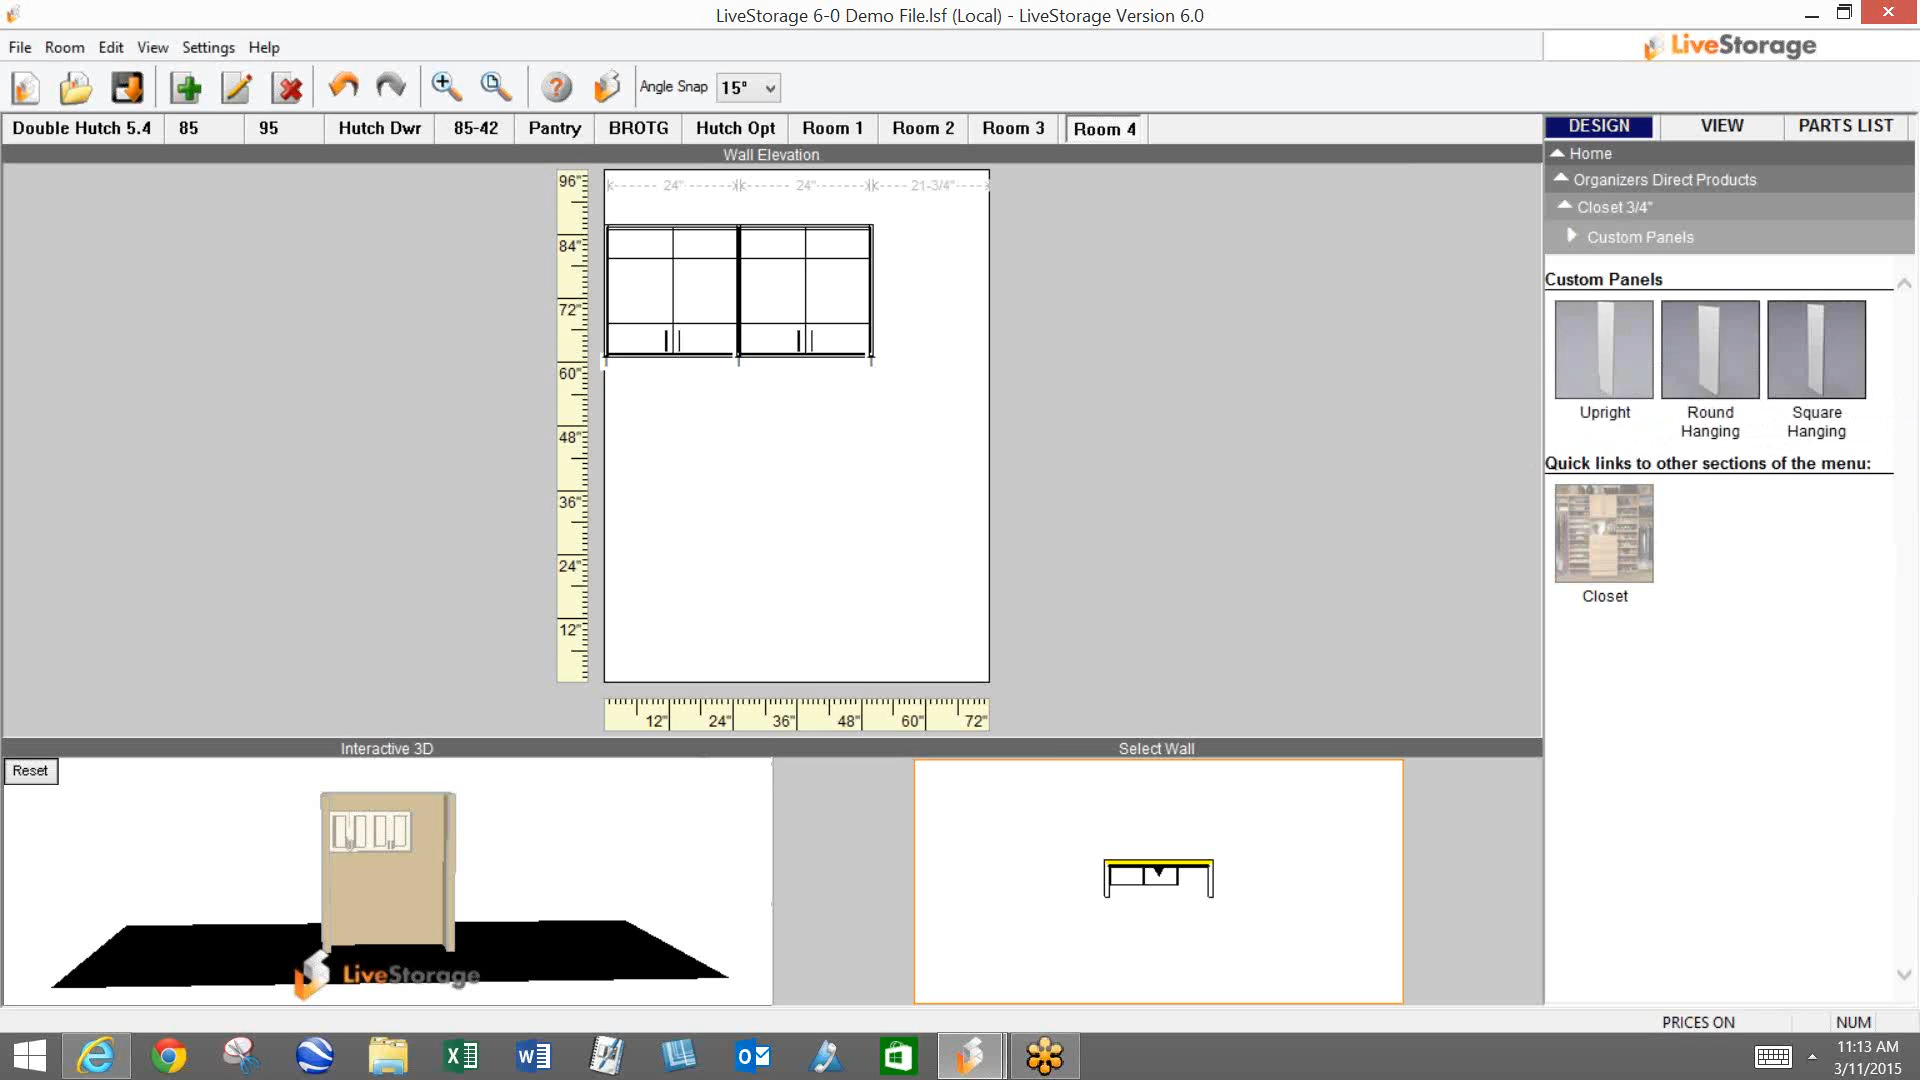 LiveStorage 6-0 Demo File.lsf (Local) - LiveStorage Version 6.0
File Room Edit View Settings Help
LiveStorage
Angle Snap 15°
Double Hutch 5.4 85 95 Hutch Dwr 85-42 Pantry BROTG Hutch Opt Room 1 Room 2 Room 3 Room 4
DESIGN VIEW PARTS LIST
Wall Elevation
Home
Organizers Direct Products
Closet 3/4"
Custom Panels
96"
84"
72"
60"
48"
36"
24"
12"
24" 24" 21-3/4"
12" 24" 36" 48" 60" 72"
Custom Panels
Upright
Round Hanging
Square Hanging
Quick links to other sections of the menu:
Closet
Interactive 3D
Select Wall
Reset
LiveStorage
PRICES ON NUM
11:13 AM
3/11/2015